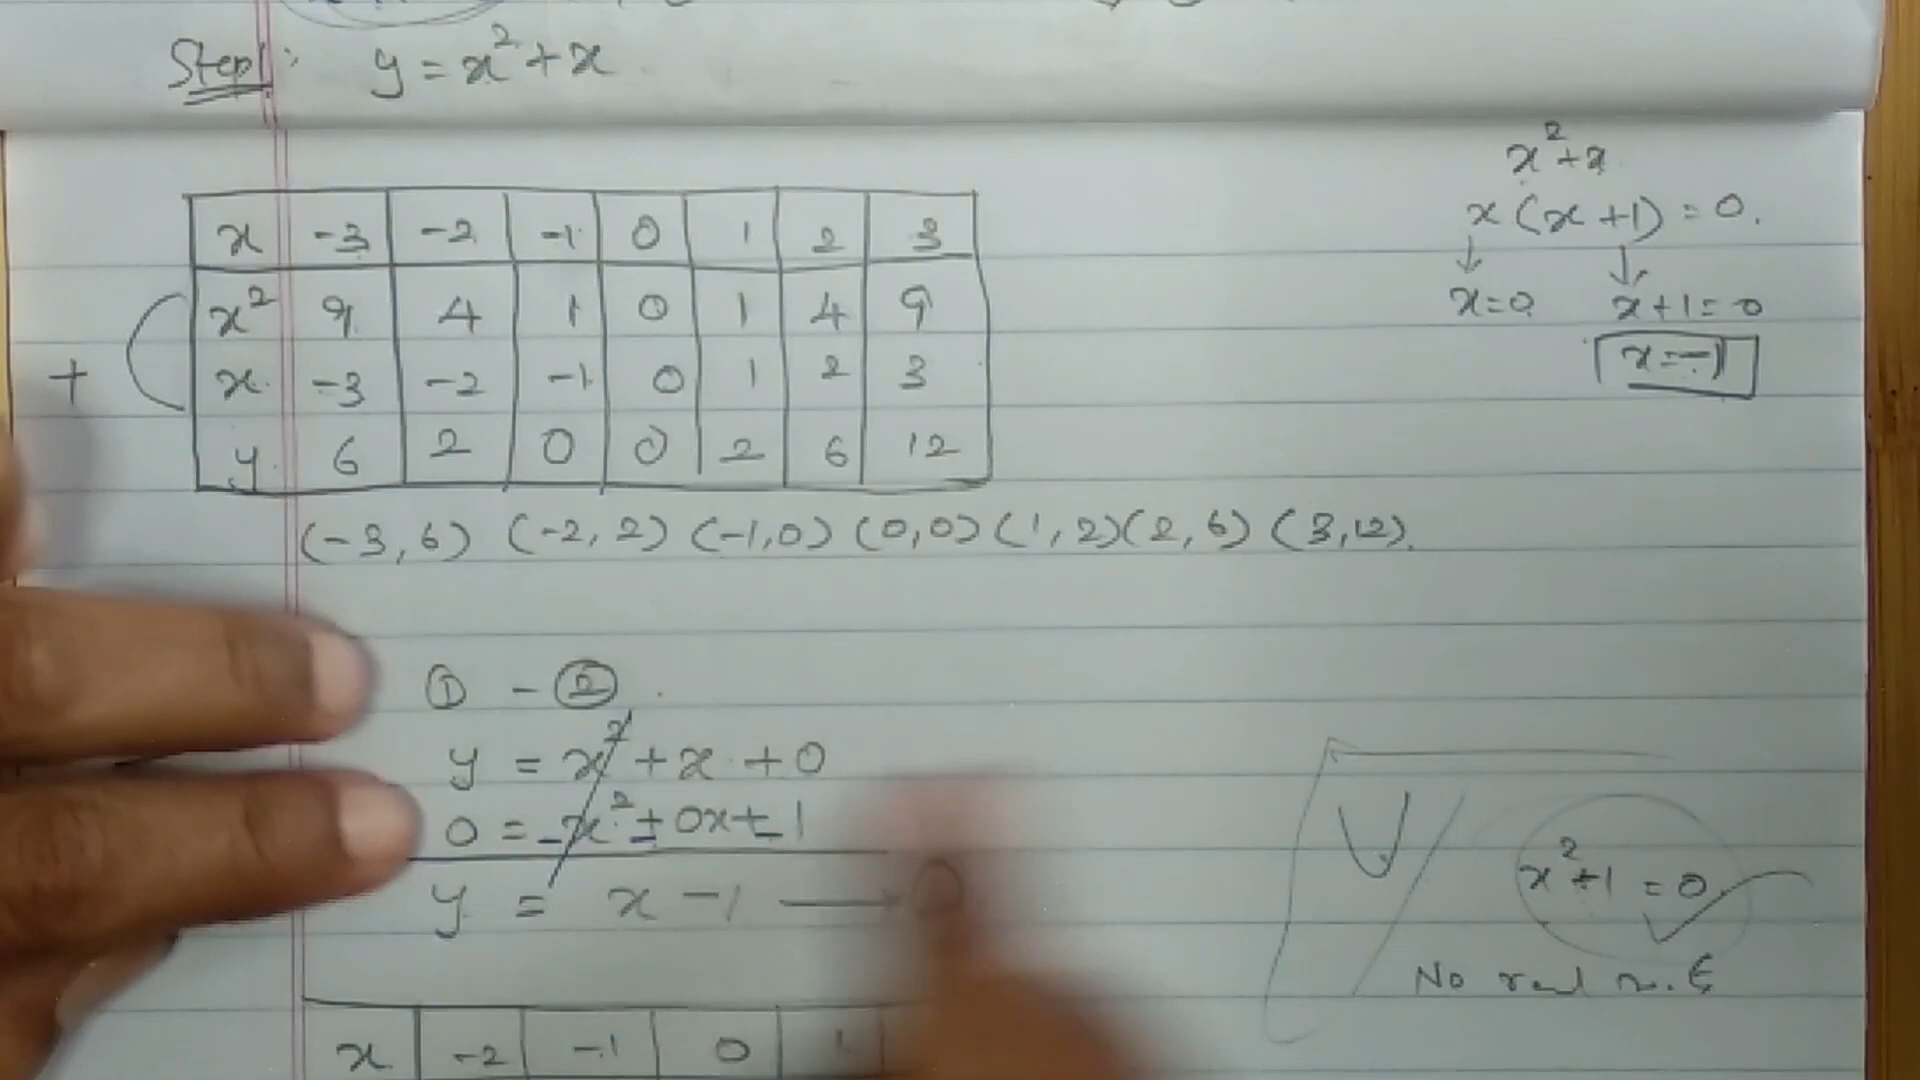 Step1: y = x² + x
x² + x
x (x + 1) = 0.
x = 0 x + 1 = 0
x = -1
x -3 -2 -1 0 1 2 3
x² 9 4 1 0 1 4 9
+ x -3 -2 -1 0 1 2 3
y 6 2 0 0 2 6 12
(-3, 6) (-2, 2) (-1, 0) (0, 0) (1, 2) (2, 6) (3, 12).
① - ②
y = x² + x + 0
0 = x² + 0x + 1
y = x - 1
x² + 1 = 0
No real
x -2 -1 0 1